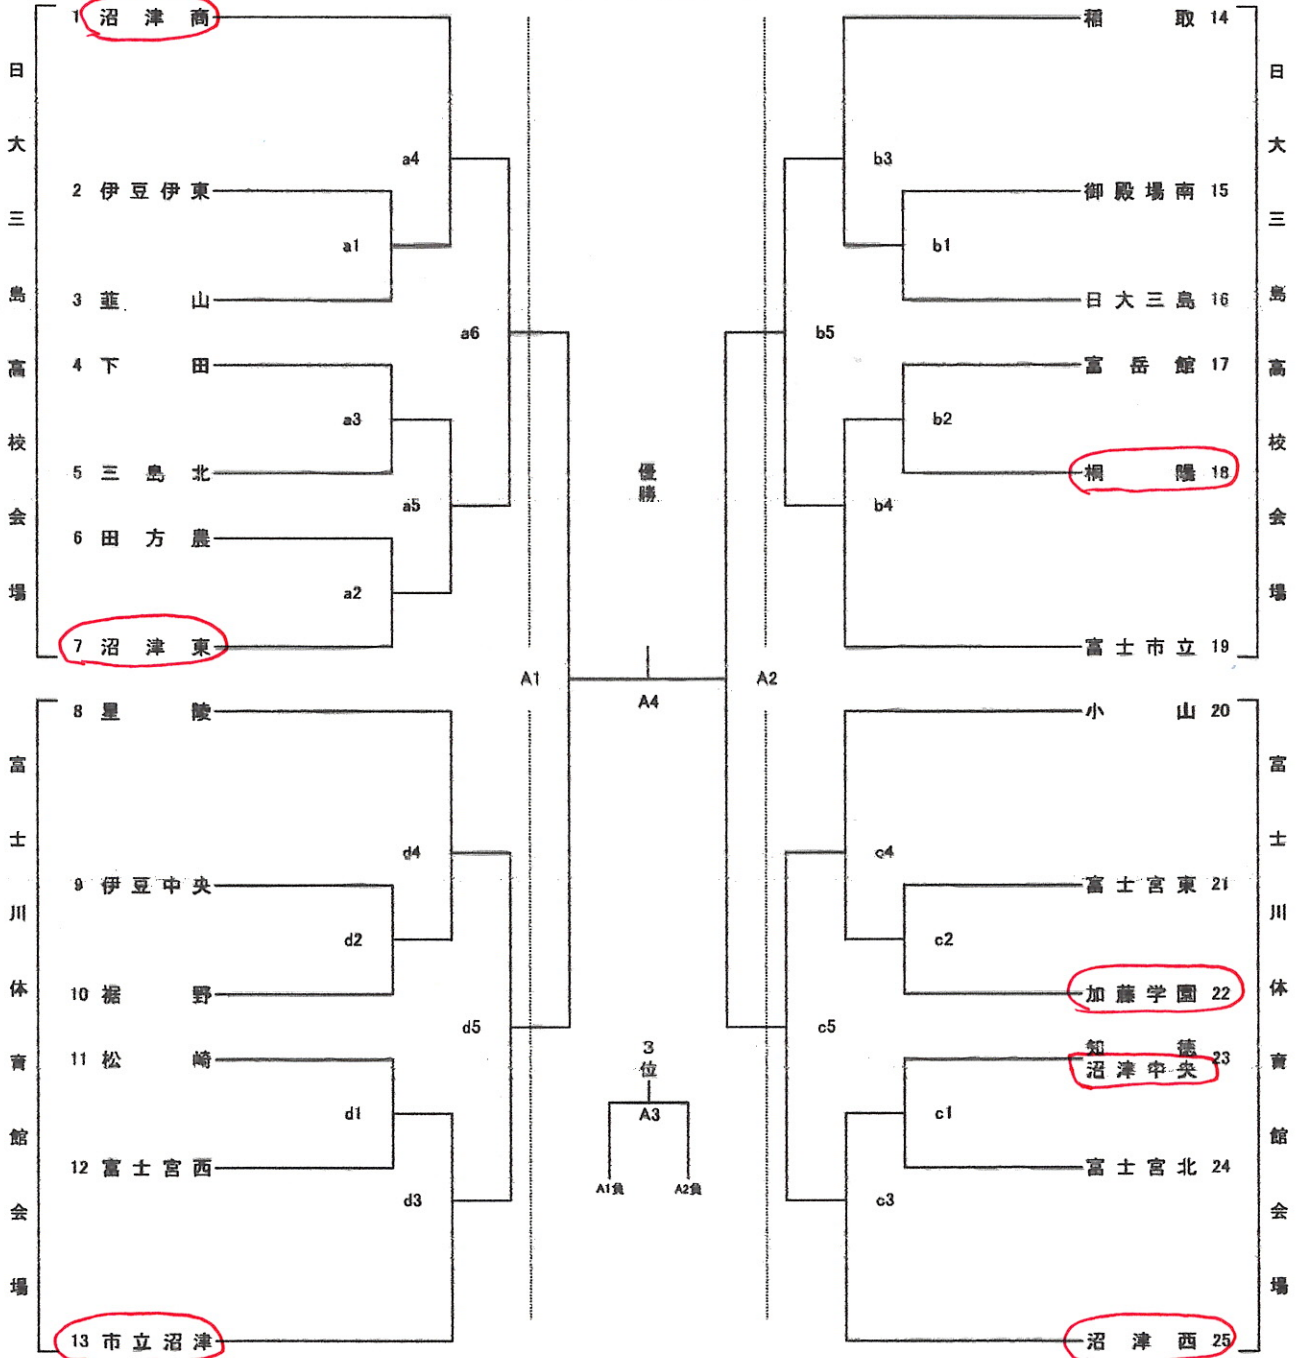 日大三島高校会場
1 沼津商
a4
2 伊豆伊東
a1
3 韮山
a6
4 下田
a3
5 三島北
a5
6 田方農
a2
7 沼津東
富士川体育館会場
8 星陵
d4
9 伊豆中央
d2
10 裾野
d5
11 松崎
d1
12 富士宮西
d3
13 市立沼津
優勝
A1
A4
A2
3位
A3
A1負
A2負
日大三島高校会場
稲取 14
b3
御殿場南 15
b1
日大三島 16
b5
富岳館 17
b2
桐陽 18
b4
富士市立 19
富士川体育館会場
小山 20
c4
富士宮東 21
c2
加藤学園 22
c5
知徳
沼津中央 23
c1
富士宮北 24
c3
沼津西 25